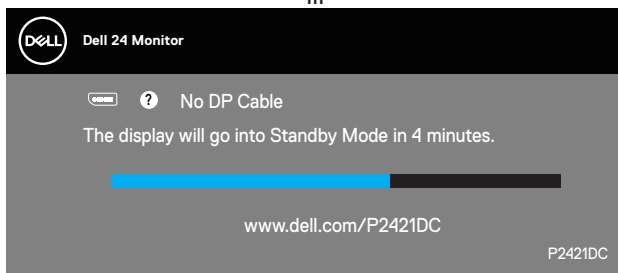 DELL
Dell 24 Monitor
? No DP Cable
The display will go into Standby Mode in 4 minutes.
www.dell.com/P2421DC
P2421DC